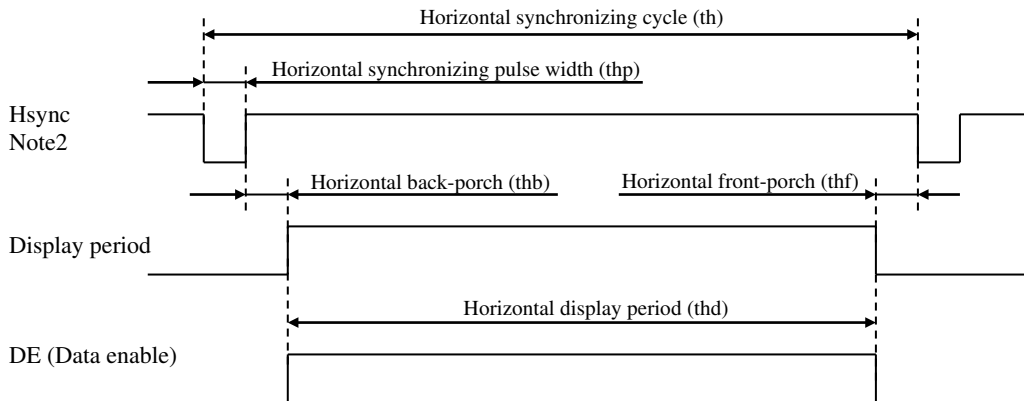 Horizontal synchronizing cycle (th)
Horizontal synchronizing pulse width (thp)
Hsync
Note2
Horizontal back-porch (thb)
Horizontal front-porch (thf)
Display period
Horizontal display period (thd)
DE (Data enable)